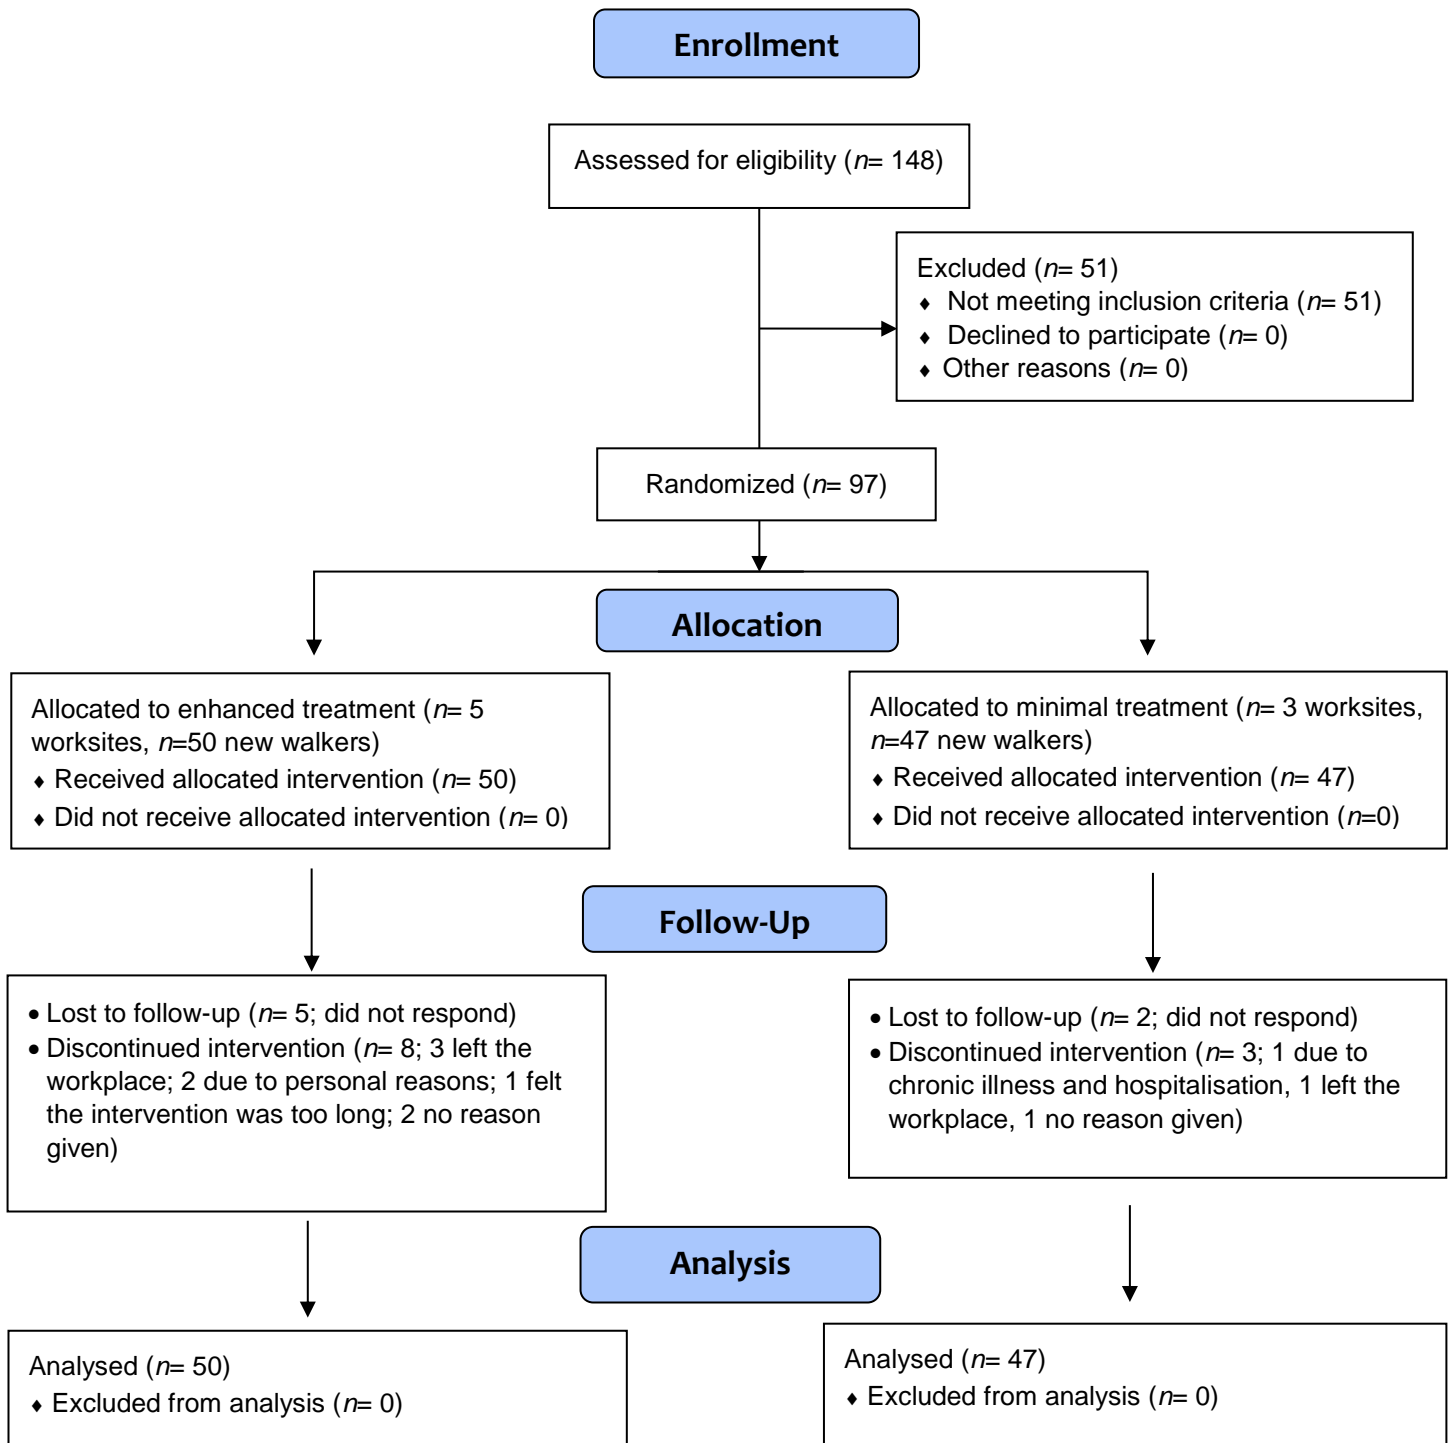 Enrollment
Assessed for eligibility (n= 148)
Excluded (n= 51)
♦ Not meeting inclusion criteria (n= 51)
♦ Declined to participate (n= 0)
♦ Other reasons (n= 0)
Randomized (n= 97)
Allocation
Allocated to enhanced treatment (n= 5
worksites, n=50 new walkers)
♦ Received allocated intervention (n= 50)
♦ Did not receive allocated intervention (n= 0)
Allocated to minimal treatment (n= 3 worksites,
n=47 new walkers)
♦ Received allocated intervention (n= 47)
♦ Did not receive allocated intervention (n=0)
Follow-Up
• Lost to follow-up (n= 5; did not respond)
• Discontinued intervention (n= 8; 3 left the
workplace; 2 due to personal reasons; 1 felt
the intervention was too long; 2 no reason
given)
• Lost to follow-up (n= 2; did not respond)
• Discontinued intervention (n= 3; 1 due to
chronic illness and hospitalisation, 1 left the
workplace, 1 no reason given)
Analysis
Analysed (n= 50)
♦ Excluded from analysis (n= 0)
Analysed (n= 47)
♦ Excluded from analysis (n= 0)